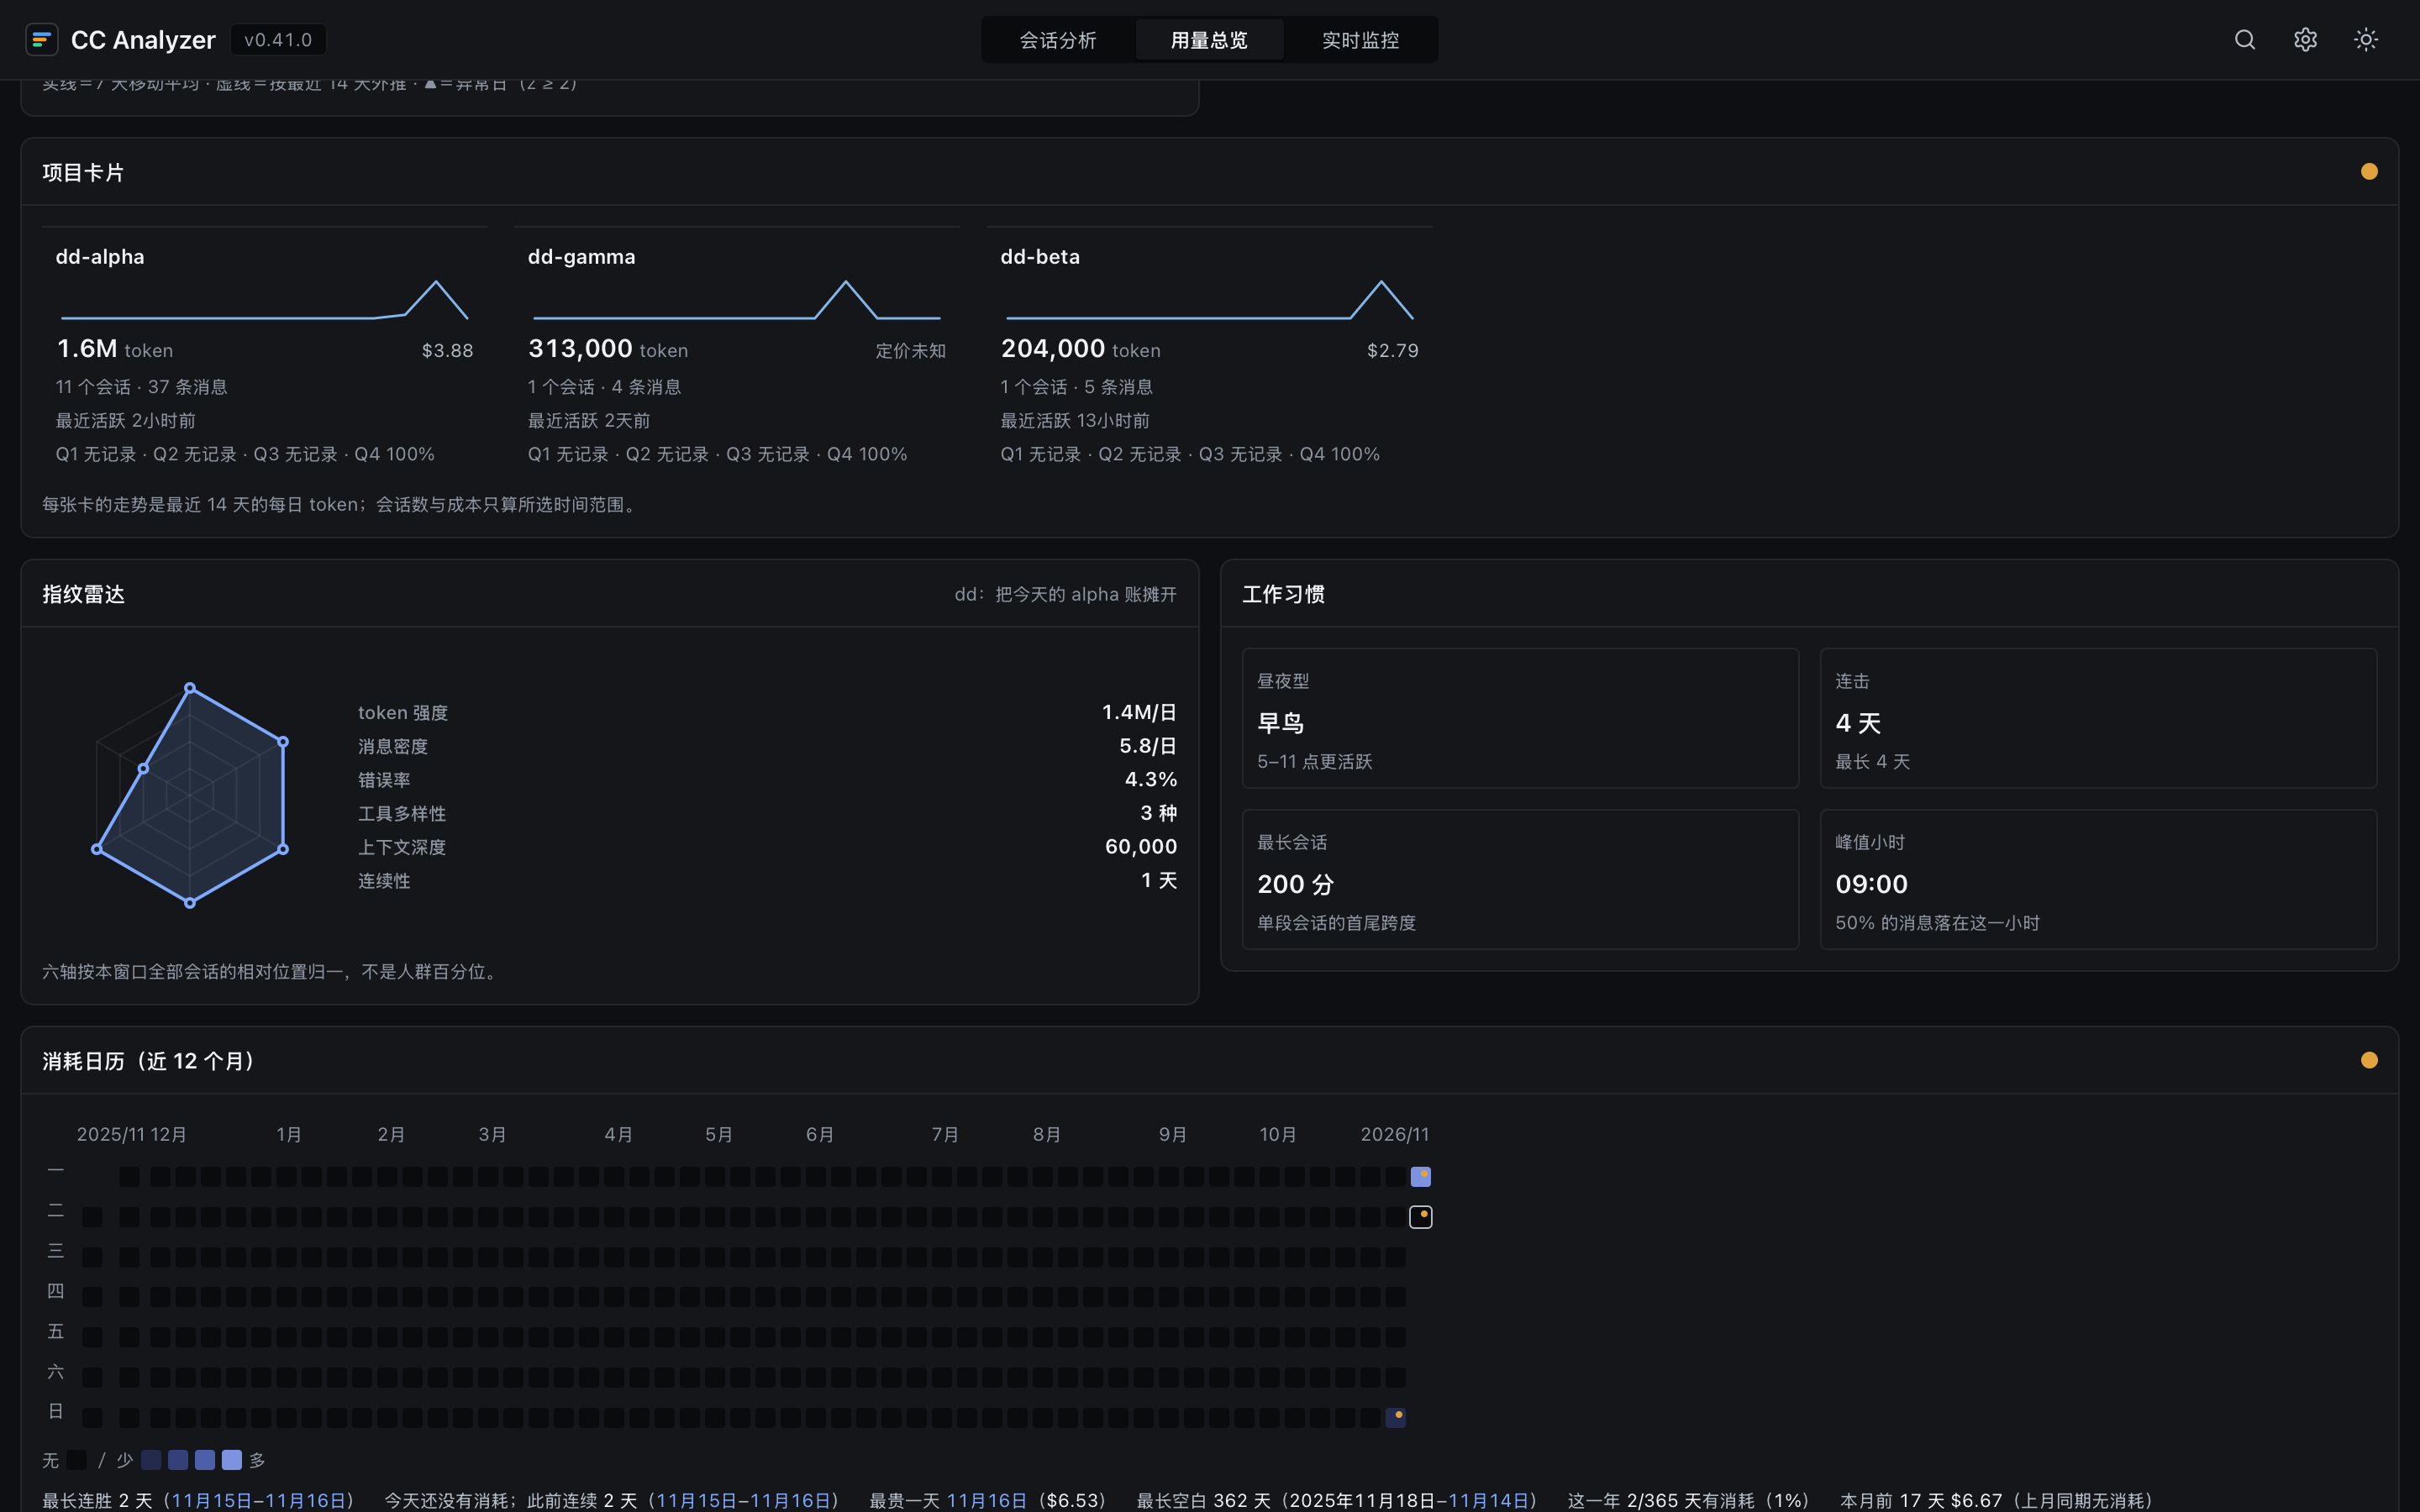 CC Analyzer v0.41.0 会话分析 用量总览 实时监控
实线=7 天移动平均 · 虚线=按最近 14 天外推 · ▲=异常日（z ≥ 2）
项目卡片
dd-alpha
1.6M token $3.88
11 个会话 · 37 条消息
最近活跃 2小时前
Q1 无记录 · Q2 无记录 · Q3 无记录 · Q4 100%
dd-gamma
313,000 token 定价未知
1 个会话 · 4 条消息
最近活跃 2天前
Q1 无记录 · Q2 无记录 · Q3 无记录 · Q4 100%
dd-beta
204,000 token $2.79
1 个会话 · 5 条消息
最近活跃 13小时前
Q1 无记录 · Q2 无记录 · Q3 无记录 · Q4 100%
每张卡的走势是最近 14 天的每日 token；会话数与成本只算所选时间范围。
指纹雷达 dd：把今天的 alpha 账摊开
token 强度 1.4M/日
消息密度 5.8/日
错误率 4.3%
工具多样性 3 种
上下文深度 60,000
连续性 1 天
六轴按本窗口全部会话的相对位置归一，不是人群百分位。
工作习惯
昼夜型
早鸟
5–11 点更活跃
连击
4 天
最长 4 天
最长会话
200 分
单段会话的首尾跨度
峰值小时
09:00
50% 的消息落在这一小时
消耗日历（近 12 个月）
2025/11 12月 1月 2月 3月 4月 5月 6月 7月 8月 9月 10月 2026/11
一
二
三
四
五
六
日
无 / 少 多
最长连胜 2 天（11月15日–11月16日） 今天还没有消耗；此前连续 2 天（11月15日–11月16日） 最贵一天 11月16日（$6.53） 最长空白 362 天（2025年11月18日–11月14日） 这一年 2/365 天有消耗（1%） 本月前 17 天 $6.67（上月同期无消耗）